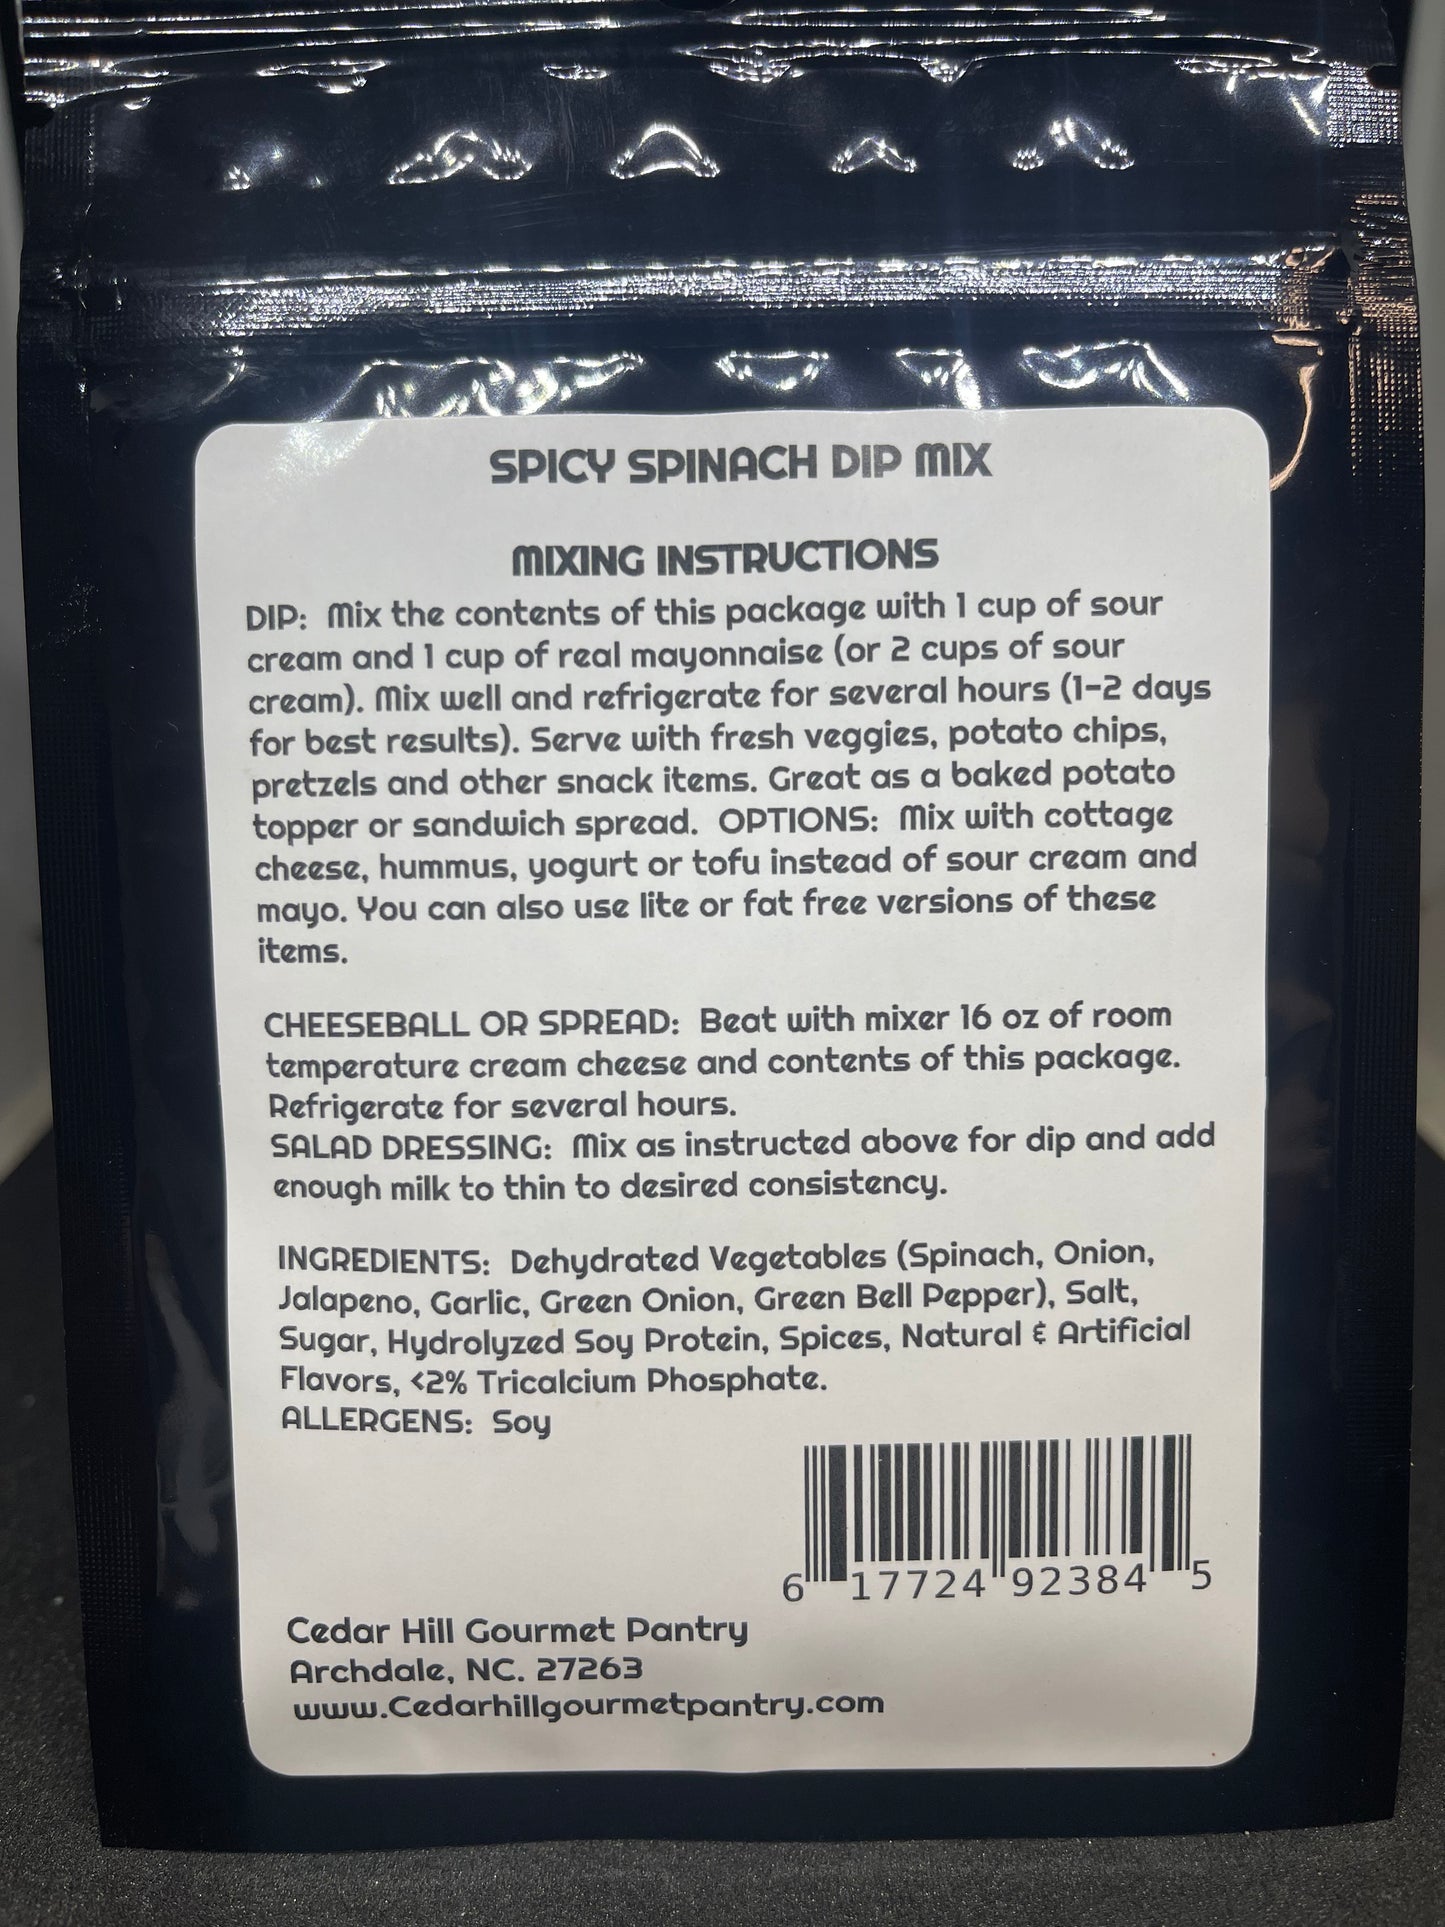 SPICY SPINACH DIP MIX
MIXING INSTRUCTIONS
DIP: Mix the contents of this package with 1 cup of sour
cream and 1 cup of real mayonnaise (or 2 cups of sour
cream). Mix well and refrigerate for several hours (1-2 days
for best results). Serve with fresh veggies, potato chips,
pretzels and other snack items. Great as a baked potato
topper or sandwich spread. OPTIONS: Mix with cottage
cheese, hummus, yogurt or tofu instead of sour cream and
mayo. You can also use lite or fat free versions of these
items.
CHEESEBALL OR SPREAD: Beat with mixer 16 oz of room
temperature cream cheese and contents of this package.
Refrigerate for several hours.
SALAD DRESSING: Mix as instructed above for dip and add
enough milk to thin to desired consistency.
INGREDIENTS: Dehydrated Vegetables (Spinach, Onion,
Jalapeno, Garlic, Green Onion, Green Bell Pepper), Salt,
Sugar, Hydrolyzed Soy Protein, Spices, Natural & Artificial
Flavors, <2% Tricalcium Phosphate.
ALLERGENS: Soy
6 17724 92384 5
Cedar Hill Gourmet Pantry
Archdale, NC. 27263
www.Cedarhillgourmetpantry.com